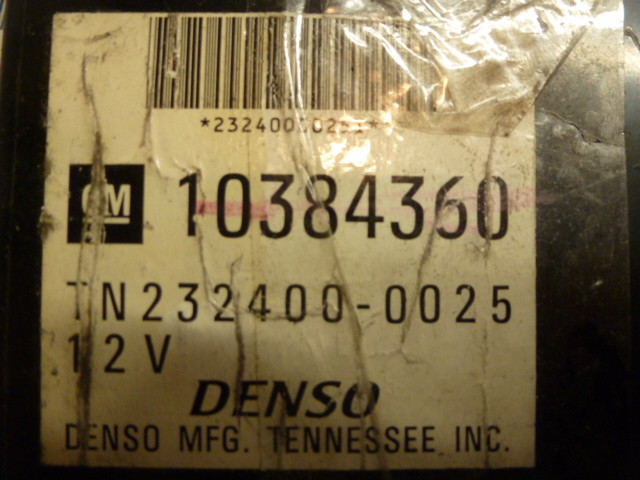 GM 10384360
TN232400-0025
12V
DENSO
DENSO MFG. TENNESSEE INC.